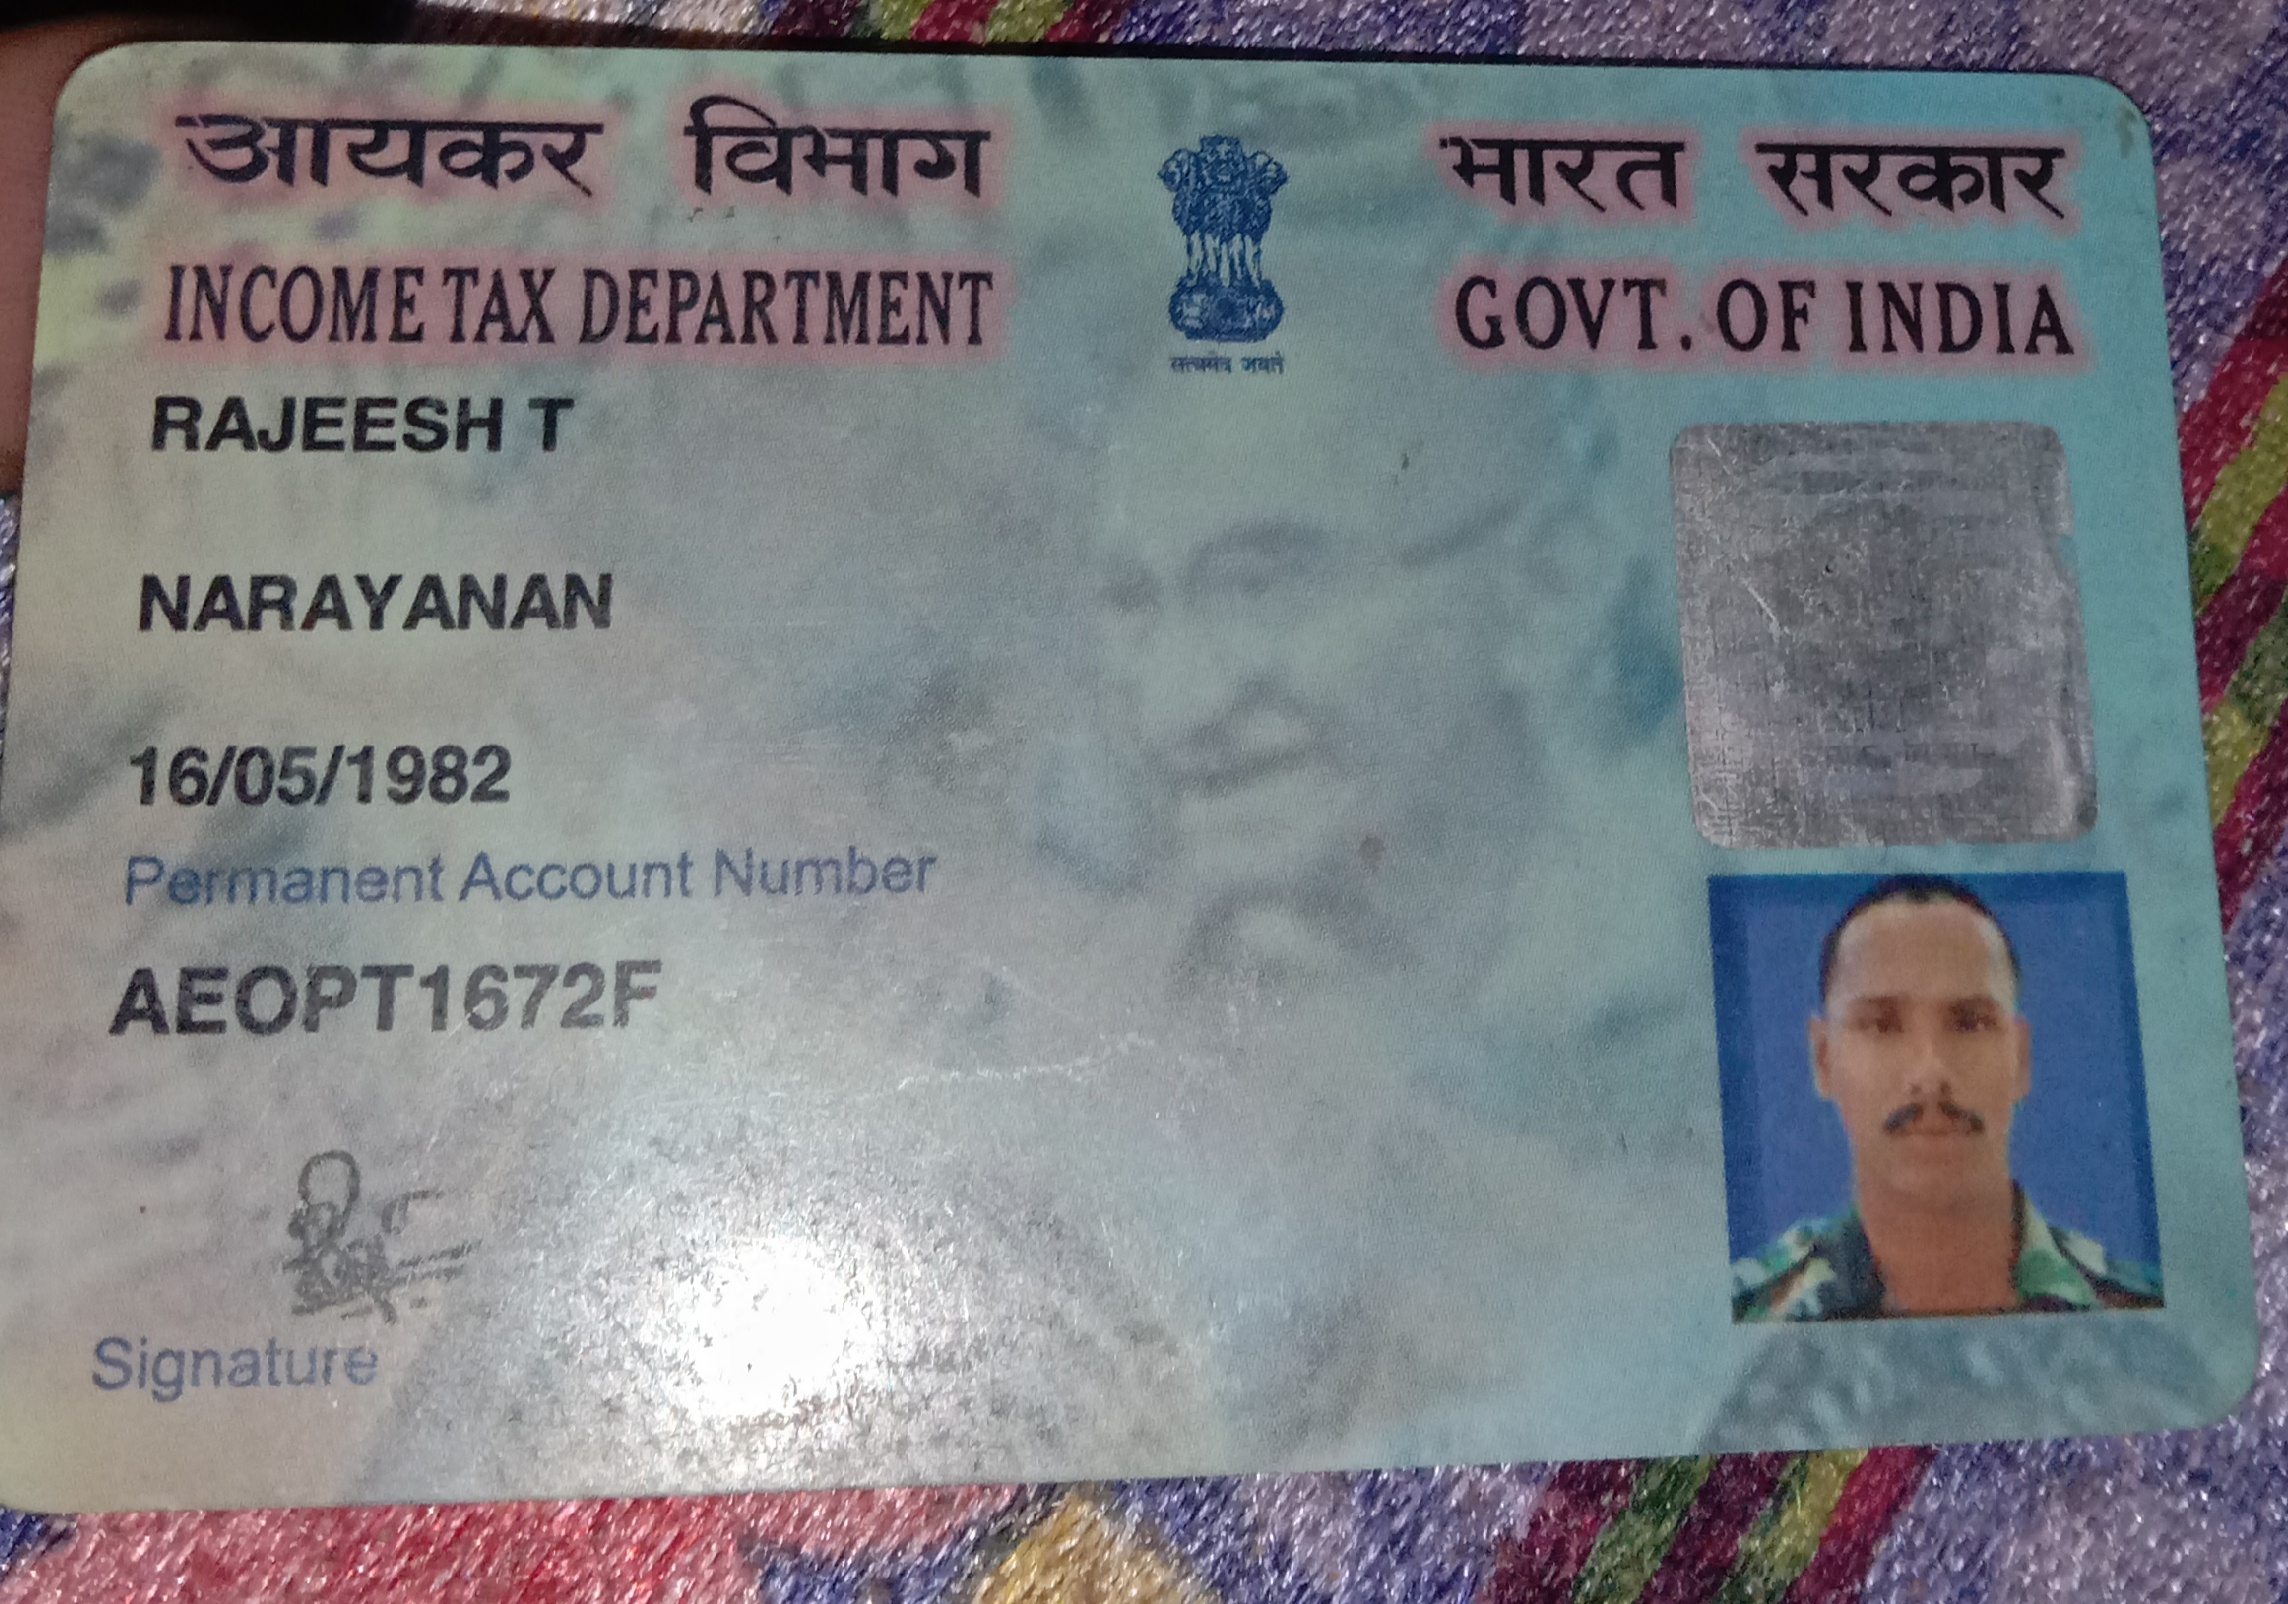 आयकर विभाग
INCOME TAX DEPARTMENT
सत्यमेव जयते
भारत सरकार
GOVT. OF INDIA
RAJEESH T
NARAYANAN
16/05/1982
Permanent Account Number
AEOPT1672F
Signature